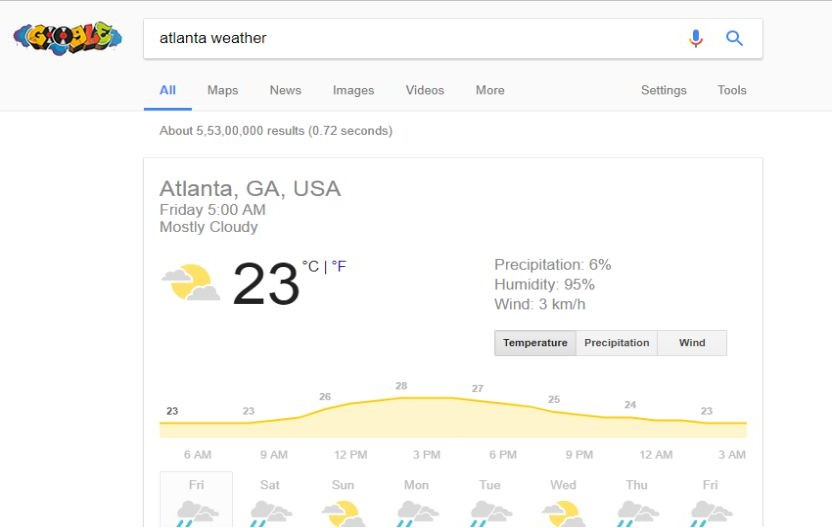 GOOGLE
atlanta weather
All Maps News Images Videos More Settings Tools
About 5,53,00,000 results (0.72 seconds)
Atlanta, GA, USA
Friday 5:00 AM
Mostly Cloudy
23 °C | °F
Precipitation: 6%
Humidity: 95%
Wind: 3 km/h
Temperature Precipitation Wind
23 23 26 28 27 25 24 23
6 AM 9 AM 12 PM 3 PM 6 PM 9 PM 12 AM 3 AM
Fri Sat Sun Mon Tue Wed Thu Fri